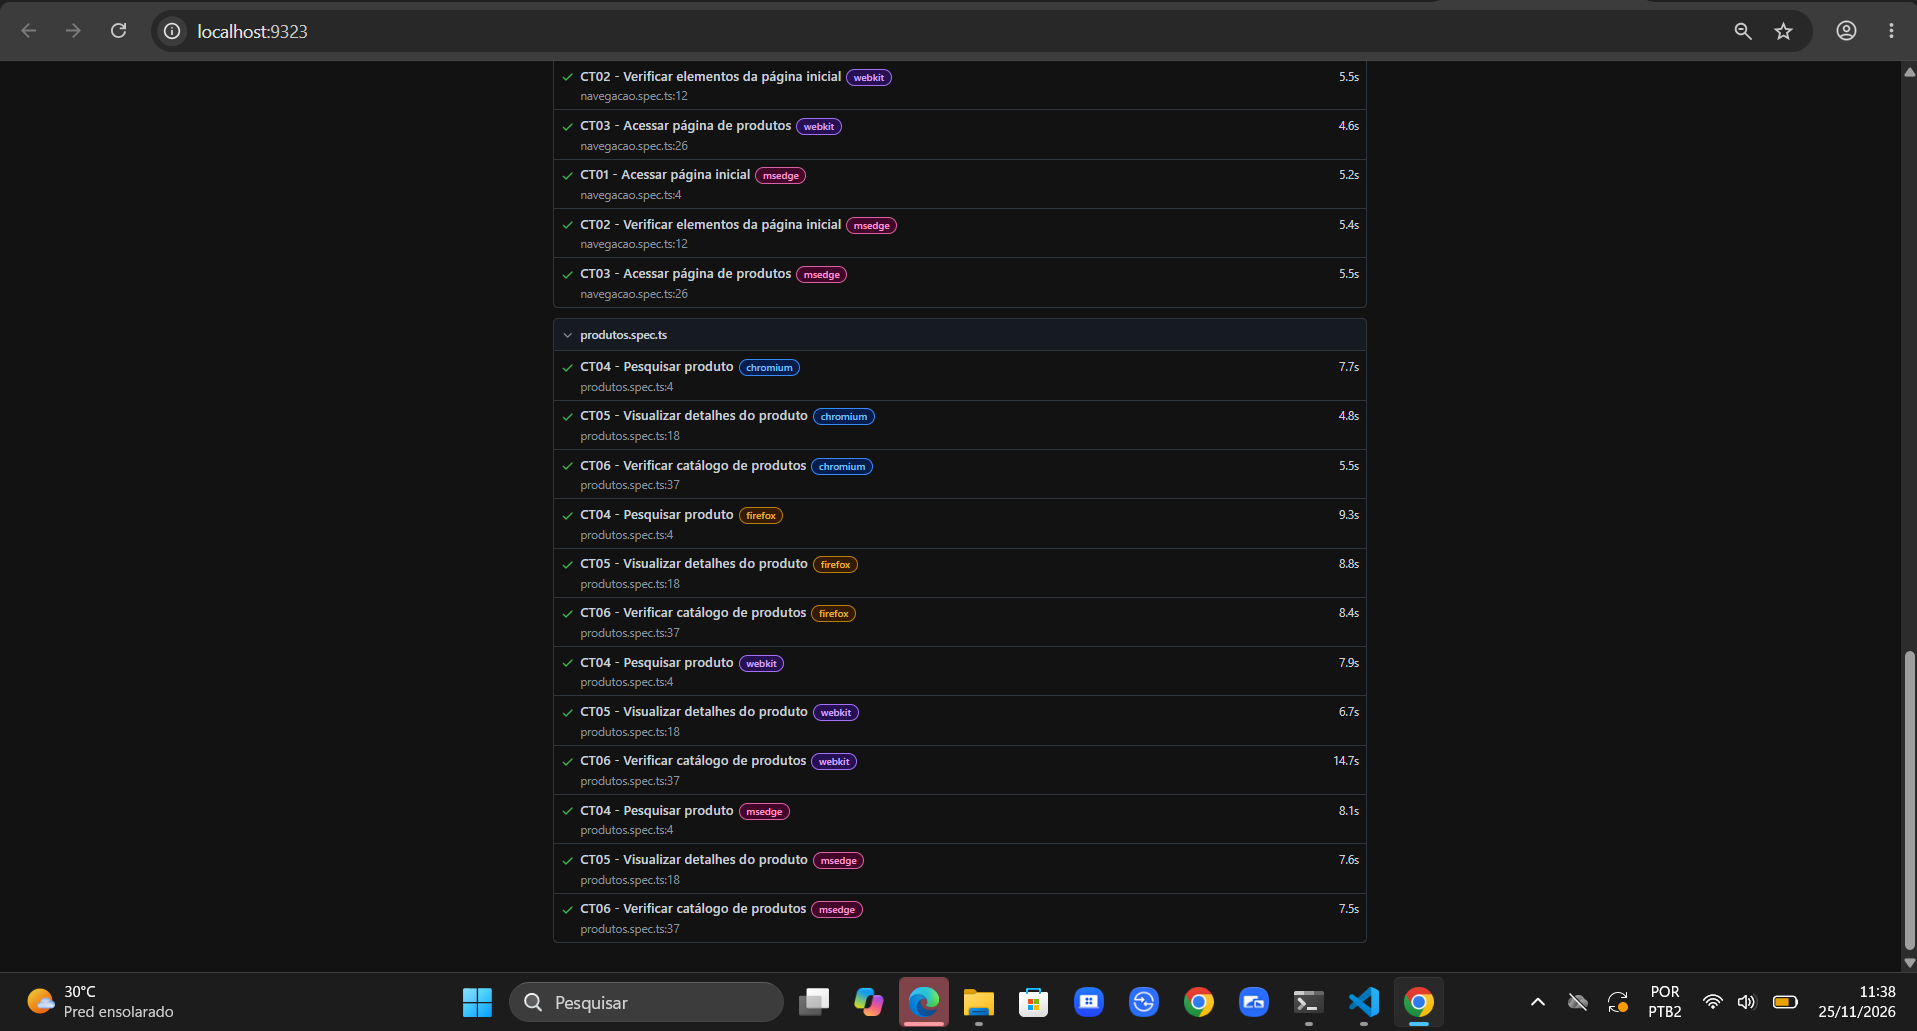 localhost:9323
CT02 - Verificar elementos da página inicial webkit 5.5s
navegacao.spec.ts:12
CT03 - Acessar página de produtos webkit 4.6s
navegacao.spec.ts:26
CT01 - Acessar página inicial msedge 5.2s
navegacao.spec.ts:4
CT02 - Verificar elementos da página inicial msedge 5.4s
navegacao.spec.ts:12
CT03 - Acessar página de produtos msedge 5.5s
navegacao.spec.ts:26
produtos.spec.ts
CT04 - Pesquisar produto chromium 7.7s
produtos.spec.ts:4
CT05 - Visualizar detalhes do produto chromium 4.8s
produtos.spec.ts:18
CT06 - Verificar catálogo de produtos chromium 5.5s
produtos.spec.ts:37
CT04 - Pesquisar produto firefox 9.3s
produtos.spec.ts:4
CT05 - Visualizar detalhes do produto firefox 8.8s
produtos.spec.ts:18
CT06 - Verificar catálogo de produtos firefox 8.4s
produtos.spec.ts:37
CT04 - Pesquisar produto webkit 7.9s
produtos.spec.ts:4
CT05 - Visualizar detalhes do produto webkit 6.7s
produtos.spec.ts:18
CT06 - Verificar catálogo de produtos webkit 14.7s
produtos.spec.ts:37
CT04 - Pesquisar produto msedge 8.1s
produtos.spec.ts:4
CT05 - Visualizar detalhes do produto msedge 7.6s
produtos.spec.ts:18
CT06 - Verificar catálogo de produtos msedge 7.5s
produtos.spec.ts:37
30°C
Pred ensolarado
Pesquisar
POR
PTB2
11:38
25/11/2026